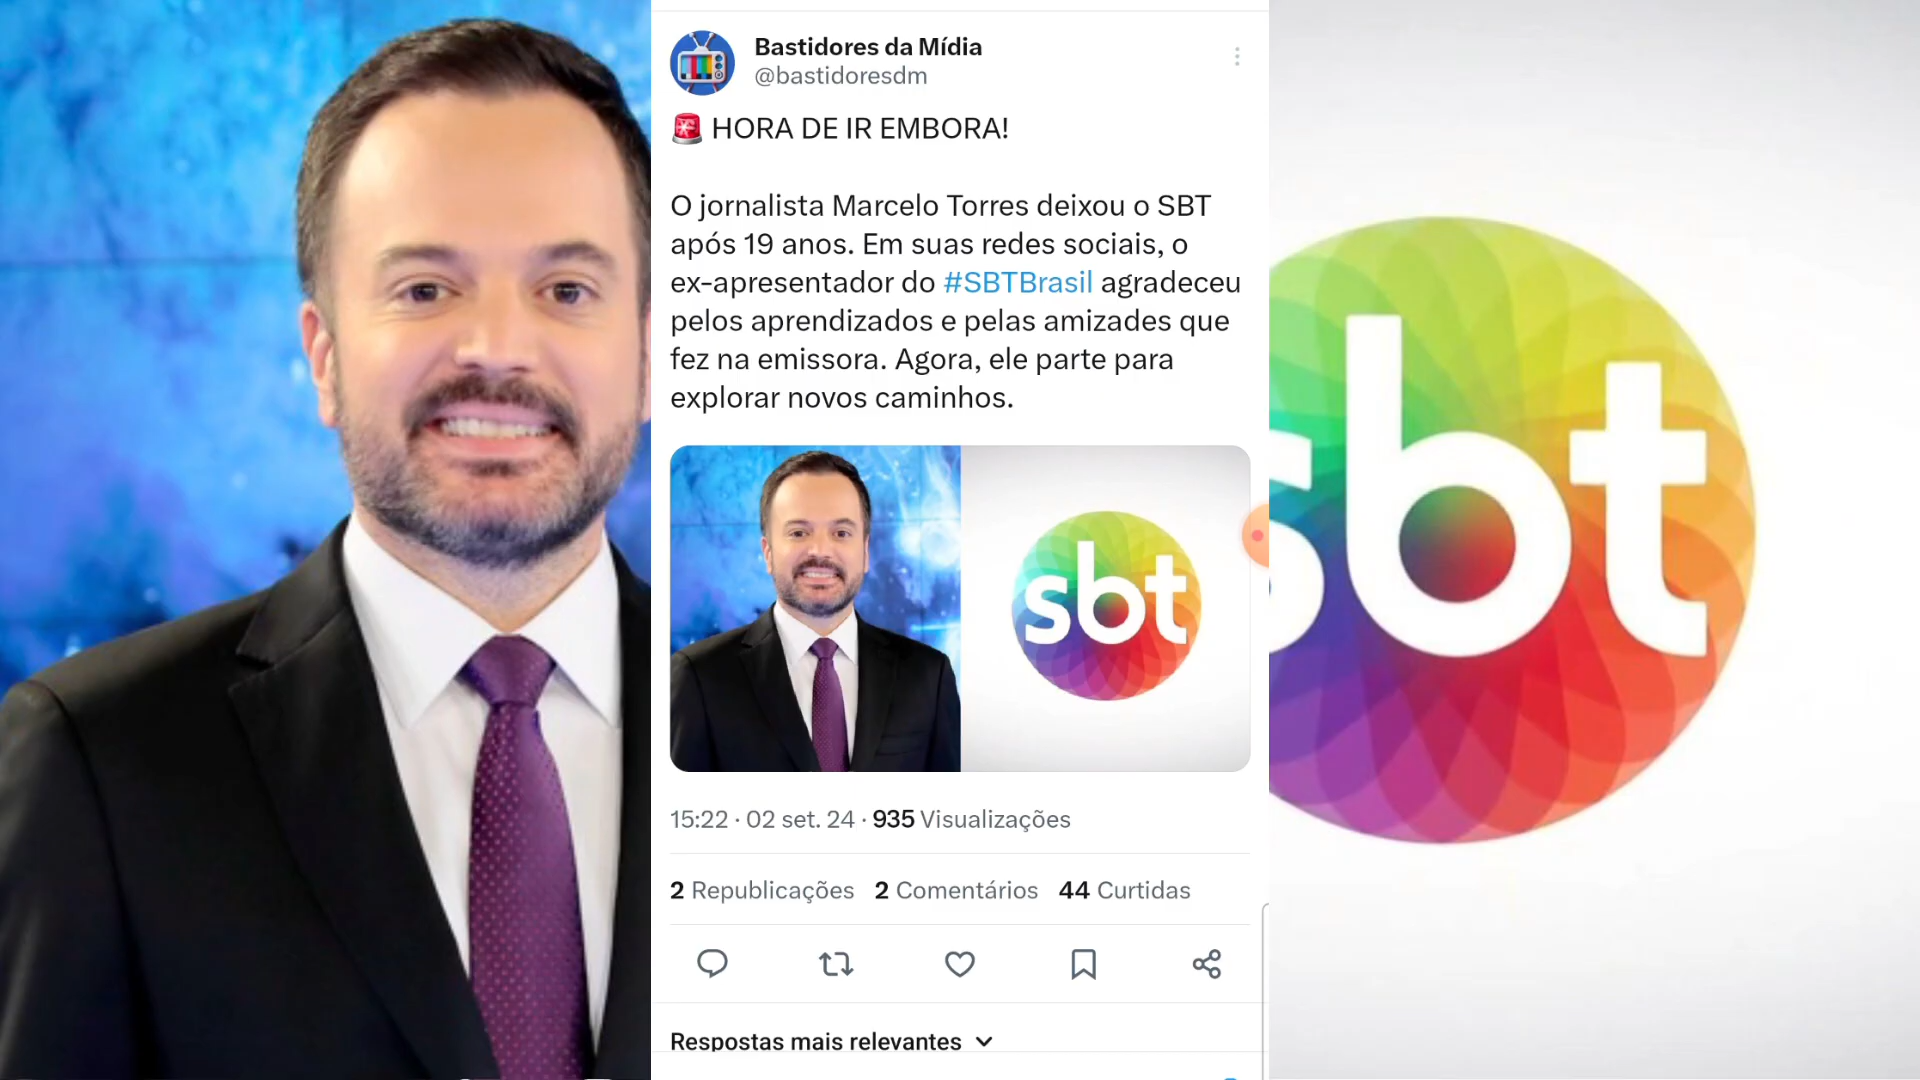 Bastidores da Mídia
@bastidoresdm
🚨 HORA DE IR EMBORA!
O jornalista Marcelo Torres deixou o SBT
após 19 anos. Em suas redes sociais, o
ex-apresentador do #SBTBrasil agradeceu
pelos aprendizados e pelas amizades que
fez na emissora. Agora, ele parte para
explorar novos caminhos.
sbt
15:22 · 02 set. 24 · 935 Visualizações
2 Republicações 2 Comentários 44 Curtidas
Respostas mais relevantes
sbt